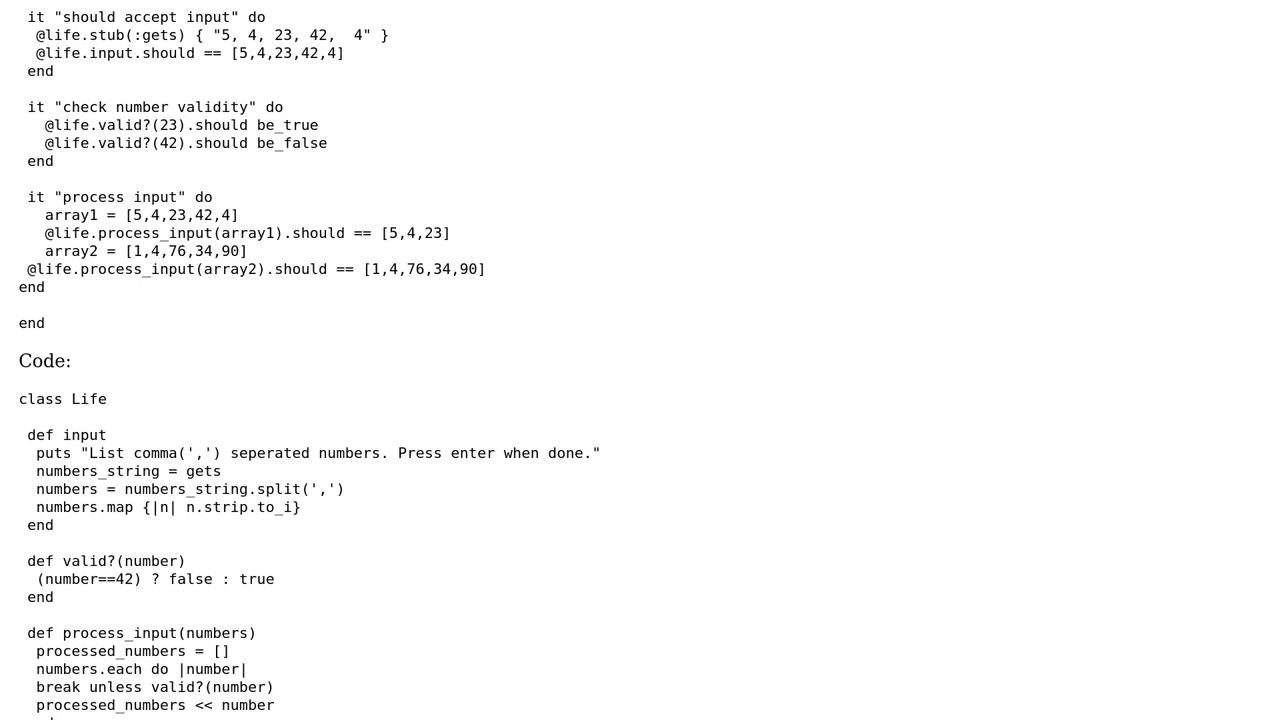 it "should accept input" do
@life.stub(:gets) { "5, 4, 23, 42,  4" }
@life.input.should == [5,4,23,42,4]
end
it "check number validity" do
@life.valid?(23).should be_true
@life.valid?(42).should be_false
end
it "process input" do
array1 = [5,4,23,42,4]
@life.process_input(array1).should == [5,4,23]
array2 = [1,4,76,34,90]
@life.process_input(array2).should == [1,4,76,34,90]
end
end
Code:
class Life
def input
puts "List comma(',') seperated numbers. Press enter when done."
numbers_string = gets
numbers = numbers_string.split(',')
numbers.map {|n| n.strip.to_i}
end
def valid?(number)
(number==42) ? false : true
end
def process_input(numbers)
processed_numbers = []
numbers.each do |number|
break unless valid?(number)
processed_numbers << number